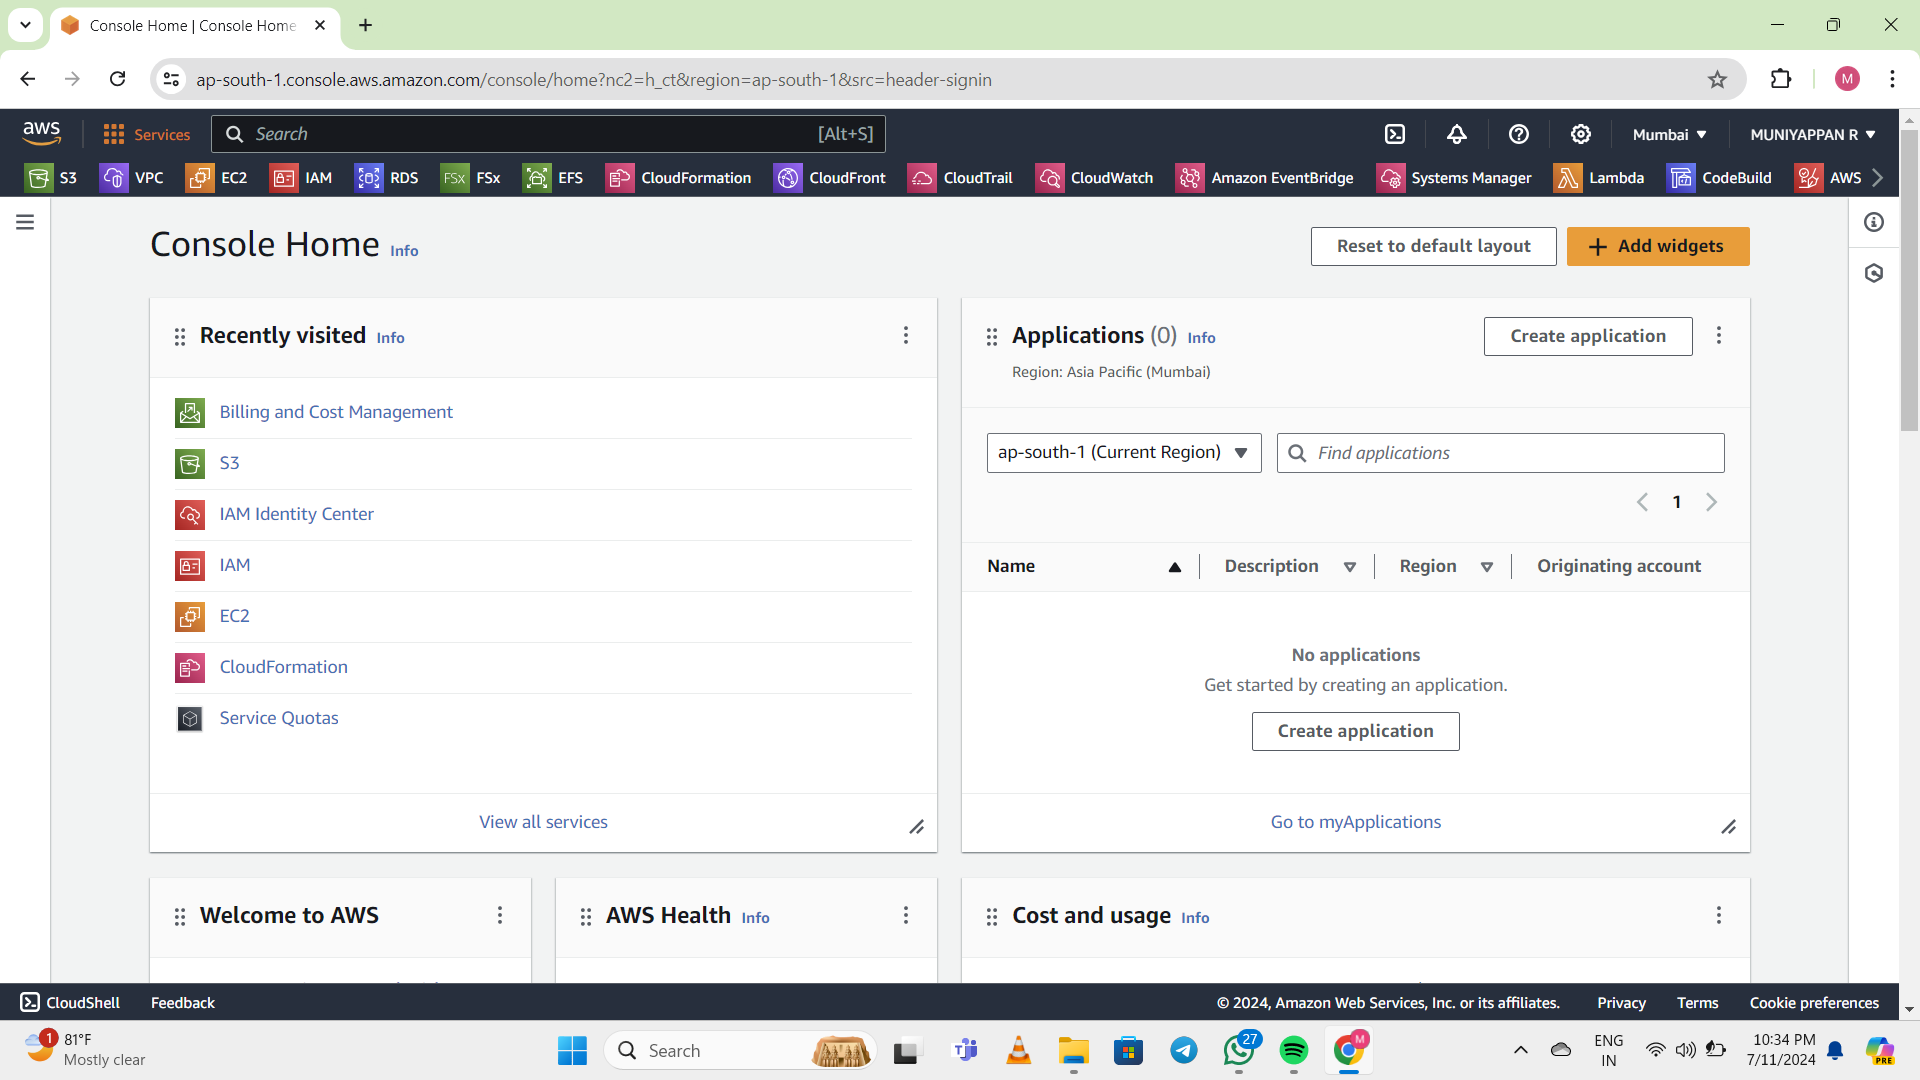 Console Home | Console Home
ap-south-1.console.aws.amazon.com/console/home?nc2=h_ct&region=ap-south-1&src=header-signin
M
aws
Services
Search
[Alt+S]
Mumbai
MUNIYAPPAN R
S3
VPC
EC2
IAM
RDS
FSx
FSx
EFS
CloudFormation
CloudFront
CloudTrail
CloudWatch
Amazon EventBridge
Systems Manager
Lambda
CodeBuild
AWS
Console Home
Info
Reset to default layout
Add widgets
Recently visited
Info
Billing and Cost Management
S3
IAM Identity Center
IAM
EC2
CloudFormation
Service Quotas
View all services
Applications (0)
Info
Create application
Region: Asia Pacific (Mumbai)
ap-south-1 (Current Region)
Find applications
1
Name
Description
Region
Originating account
No applications
Get started by creating an application.
Create application
Go to myApplications
Welcome to AWS
AWS Health
Info
Cost and usage
Info
CloudShell
Feedback
© 2024, Amazon Web Services, Inc. or its affiliates.
Privacy
Terms
Cookie preferences
1
81°F
Mostly clear
Search
27
M
ENG
IN
10:34 PM
7/11/2024
PRE